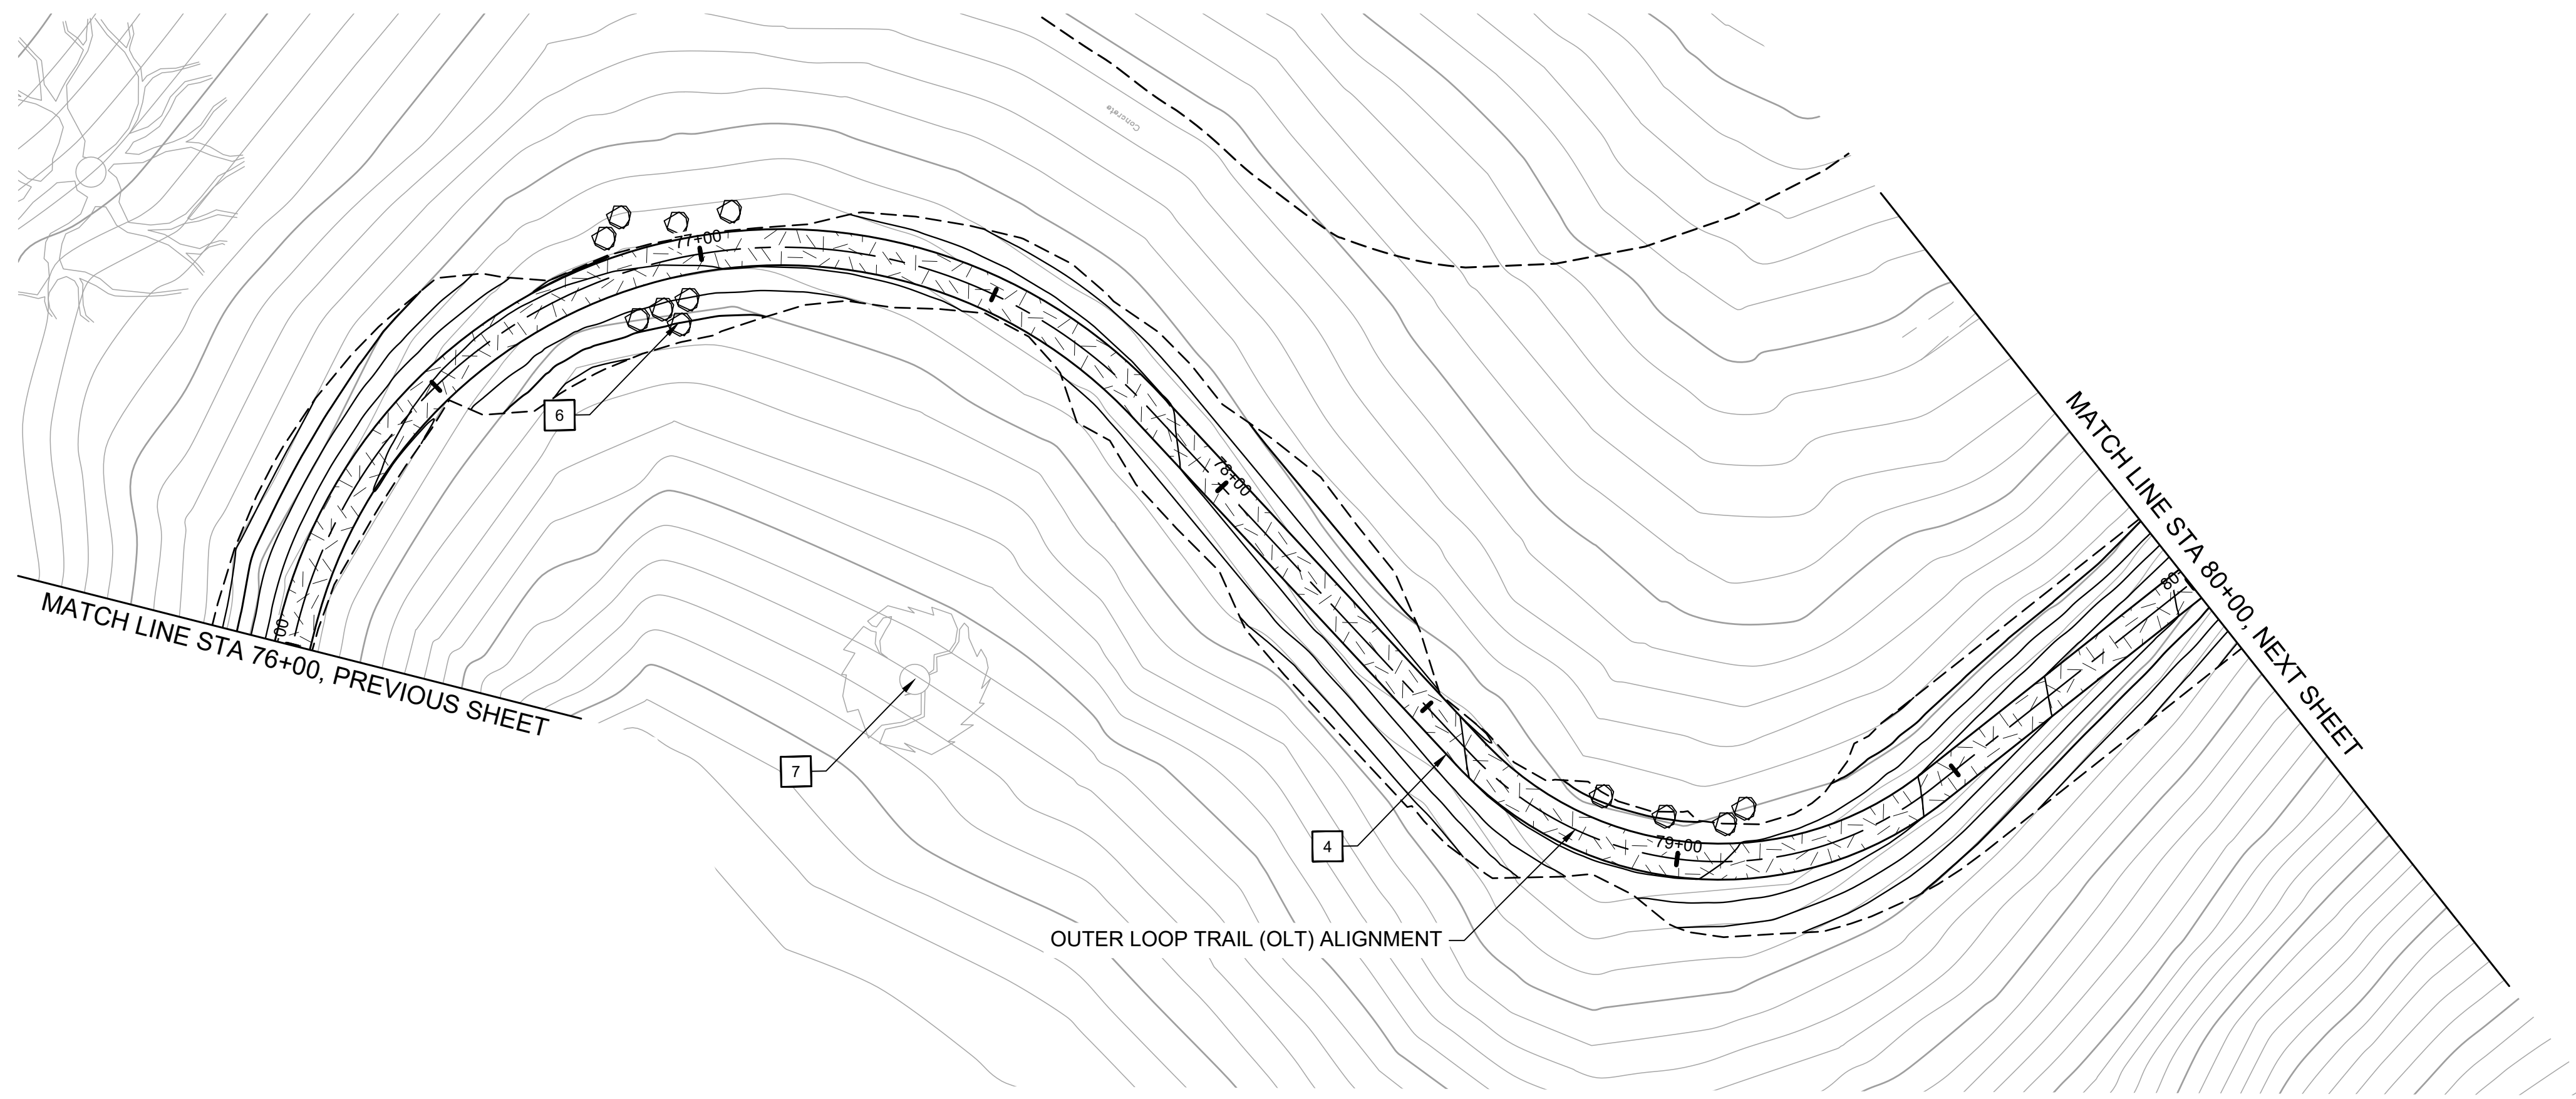 Concrete
77+00
6
78+00
MATCH LINE STA 80+00, NEXT SHEET
MATCH LINE STA 76+00, PREVIOUS SHEET
7
4
79+00
OUTER LOOP TRAIL (OLT) ALIGNMENT